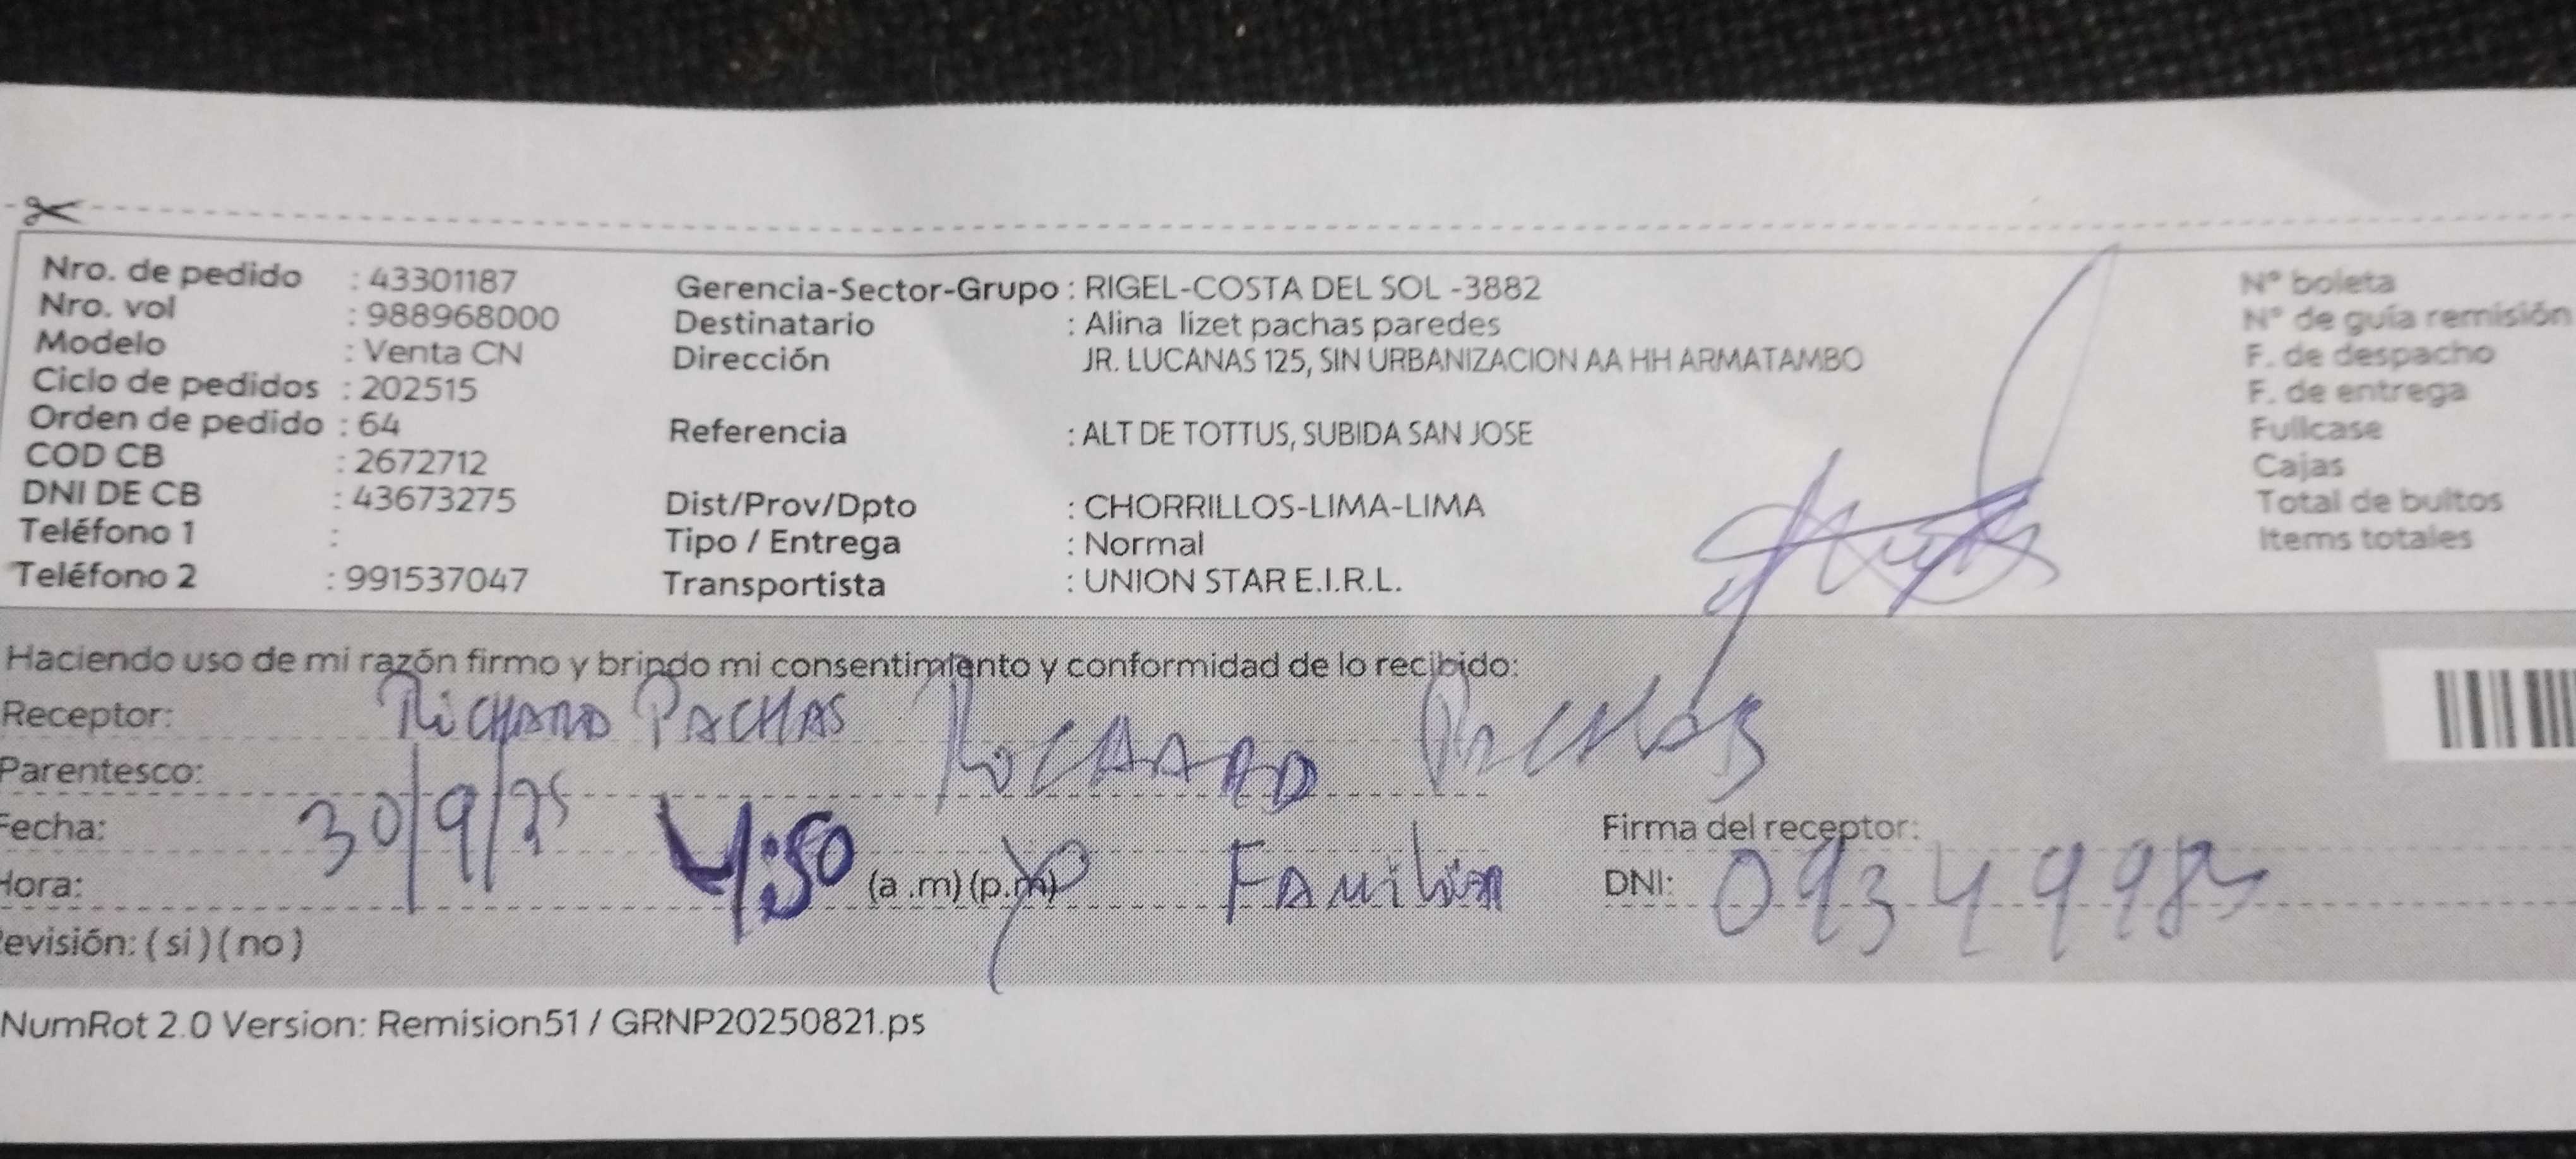 Nro. de pedido : 43301187
Nro. vol : 988968000
Modelo : Venta CN
Ciclo de pedidos : 202515
Orden de pedido : 64
COD CB : 2672712
DNI DE CB : 43673275
Teléfono 1 :
Teléfono 2 : 991537047
Gerencia-Sector-Grupo : RIGEL-COSTA DEL SOL -3882
Destinatario : Alina lizet pachas paredes
Dirección JR. LUCANAS 125, SIN URBANIZACION AA HH ARMATAMBO
Referencia : ALT DE TOTTUS, SUBIDA SAN JOSE
Dist/Prov/Dpto : CHORRILLOS-LIMA-LIMA
Tipo / Entrega : Normal
Transportista : UNION STAR E.I.R.L.
N° boleta
N° de guía remisión
F. de despacho
F. de entrega
Fullcase
Cajas
Total de bultos
Items totales
Haciendo uso de mi razón firmo y brindo mi consentimiento y conformidad de lo recibido:
Receptor: RICHARD PACHAS PACHAS
Parentesco:
Fecha: 30/9/25
Hora: 4:50 (a .m) (p.m)
Firma del receptor:
DNI:
evisión: ( si ) ( no )
NumRot 2.0 Version: Remision51 / GRNP20250821.ps